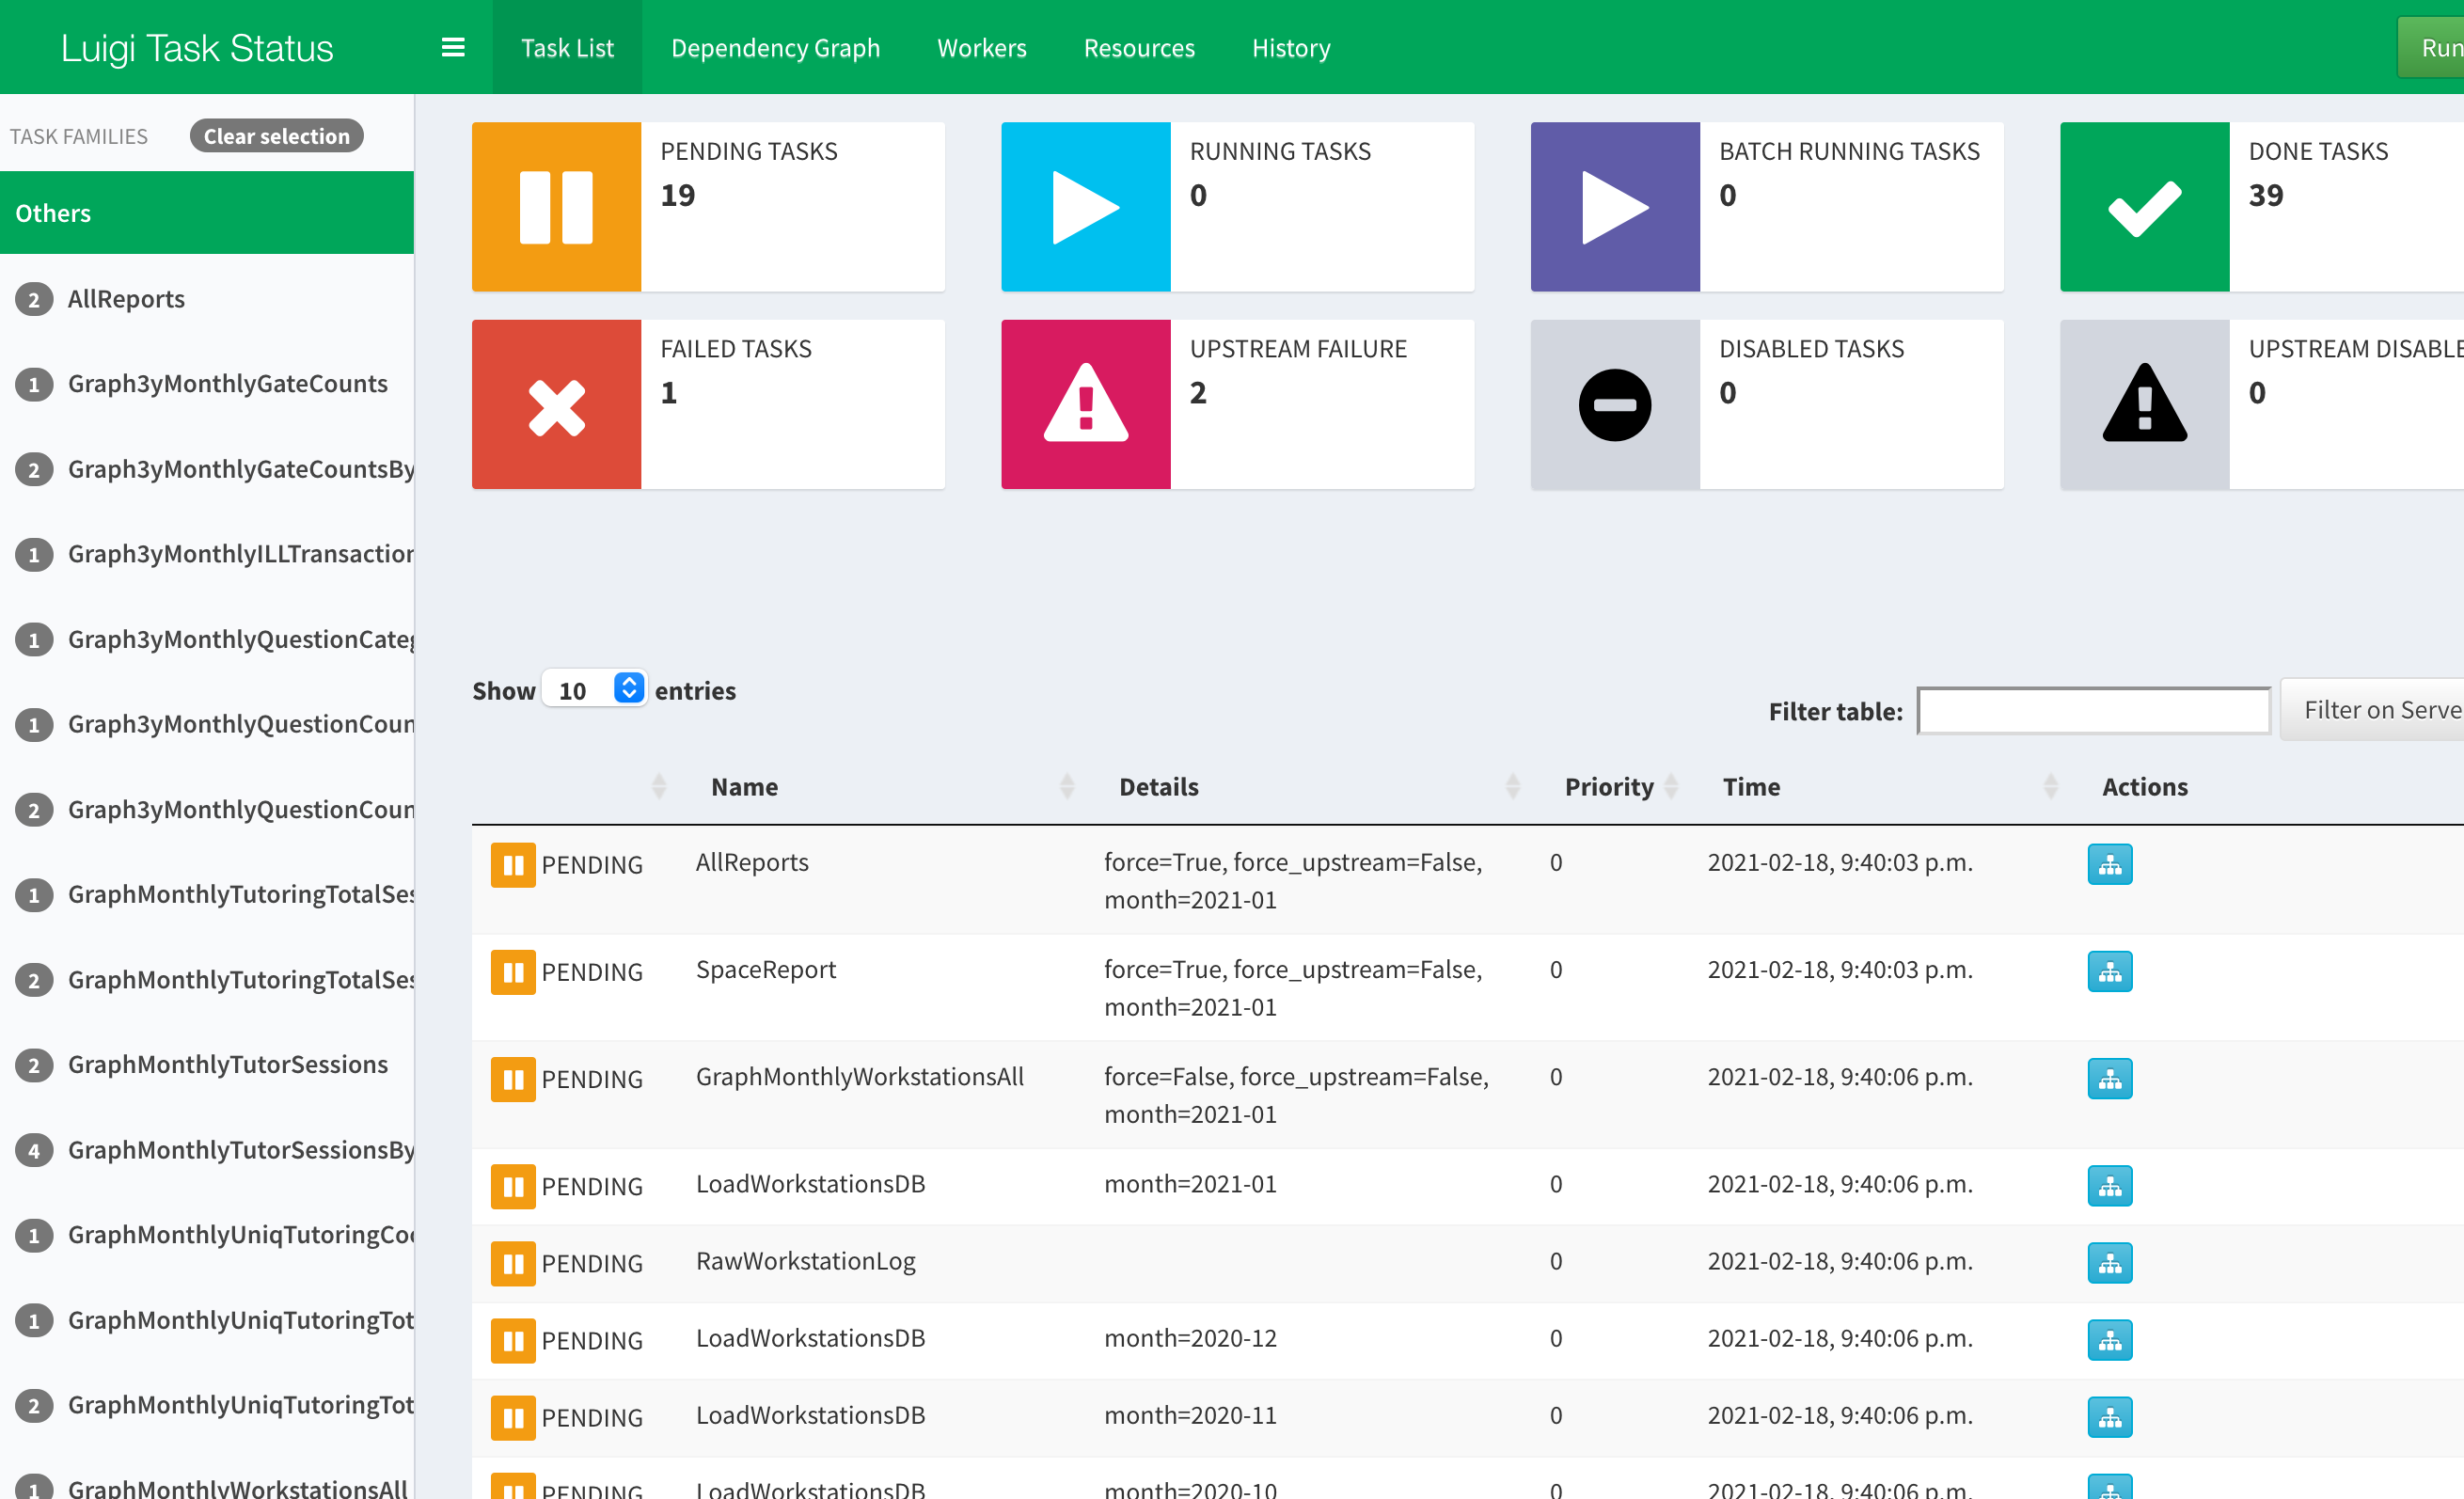 Luigi Task Status
Task List
Dependency Graph
Workers
Resources
History
Run
TASK FAMILIES
Clear selection
Others
2 AllReports
1 Graph3yMonthlyGateCounts
2 Graph3yMonthlyGateCountsBy
1 Graph3yMonthlyILLTransaction
1 Graph3yMonthlyQuestionCateg
1 Graph3yMonthlyQuestionCoun
2 Graph3yMonthlyQuestionCoun
1 GraphMonthlyTutoringTotalSes
2 GraphMonthlyTutoringTotalSes
2 GraphMonthlyTutorSessions
4 GraphMonthlyTutorSessionsBy
1 GraphMonthlyUniqTutoringCou
1 GraphMonthlyUniqTutoringTot
2 GraphMonthlyUniqTutoringTot
1 GraphMonthlyWorkstationsAll
PENDING TASKS
19
RUNNING TASKS
0
BATCH RUNNING TASKS
0
DONE TASKS
39
FAILED TASKS
1
UPSTREAM FAILURE
2
DISABLED TASKS
0
UPSTREAM DISABLE
0
Show 10 entries
Filter table:
Filter on Serve
Name Details Priority Time Actions
PENDING AllReports force=True, force_upstream=False, 0 2021-02-18, 9:40:03 p.m.
month=2021-01
PENDING SpaceReport force=True, force_upstream=False, 0 2021-02-18, 9:40:03 p.m.
month=2021-01
PENDING GraphMonthlyWorkstationsAll force=False, force_upstream=False, 0 2021-02-18, 9:40:06 p.m.
month=2021-01
PENDING LoadWorkstationsDB month=2021-01 0 2021-02-18, 9:40:06 p.m.
PENDING RawWorkstationLog 0 2021-02-18, 9:40:06 p.m.
PENDING LoadWorkstationsDB month=2020-12 0 2021-02-18, 9:40:06 p.m.
PENDING LoadWorkstationsDB month=2020-11 0 2021-02-18, 9:40:06 p.m.
PENDING LoadWorkstationsDB month=2020-10 0 2021-02-18, 9:40:06 p.m.